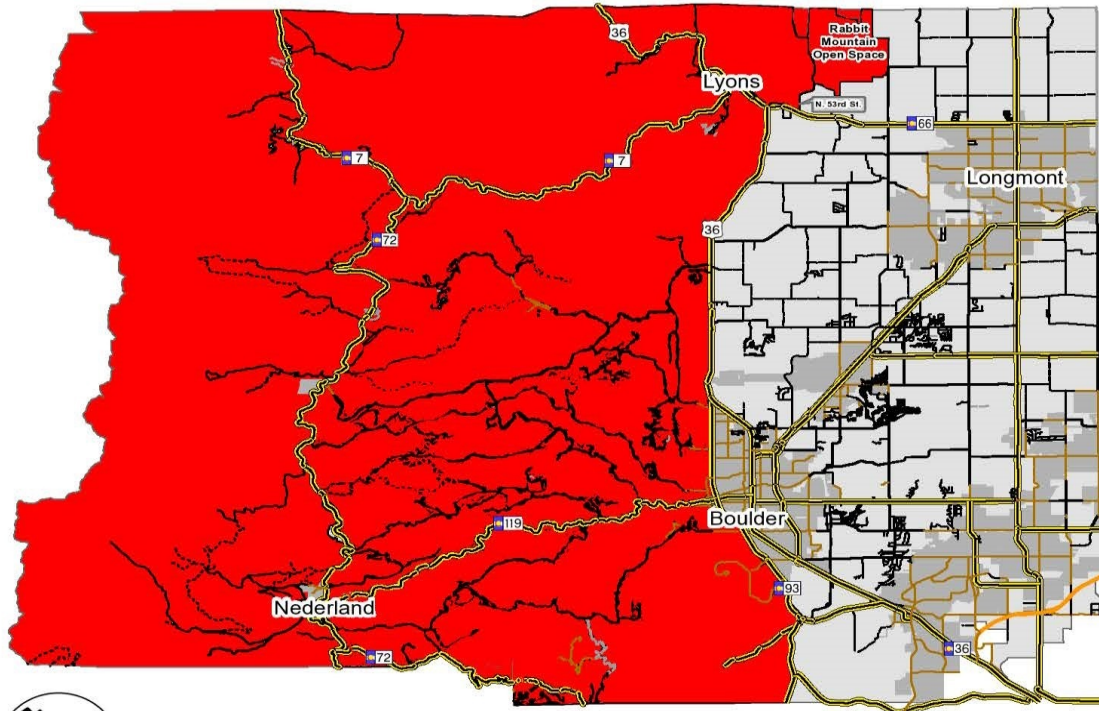 36
Rabbit
Mountain
Open Space
Lyons
N. 53rd St.
66
7
7
Longmont
36
72
119
Boulder
93
Nederland
36
72